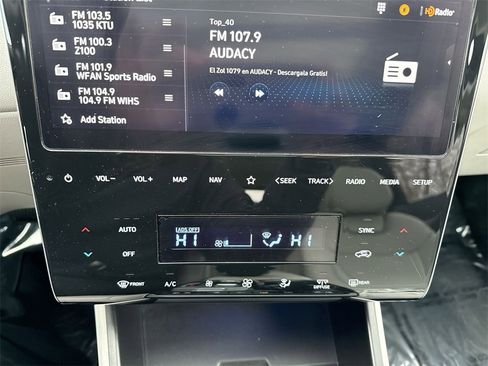 FM 103.5
1035 KTU
FM 100.3
Z100
FM 101.9
WFAN Sports Radio
FM 104.9
104.9 FM WIHS
Add Station
HD Radio
Top_40
FM 107.9
AUDACY
El Zol 1079 en AUDACY - Descargala Gratis!
VOL− VOL+ MAP NAV <SEEK TRACK> RADIO MEDIA SETUP
AUTO [ADS OFF] SYNC
OFF HI HI
FRONT A/C DIFFUSE REAR